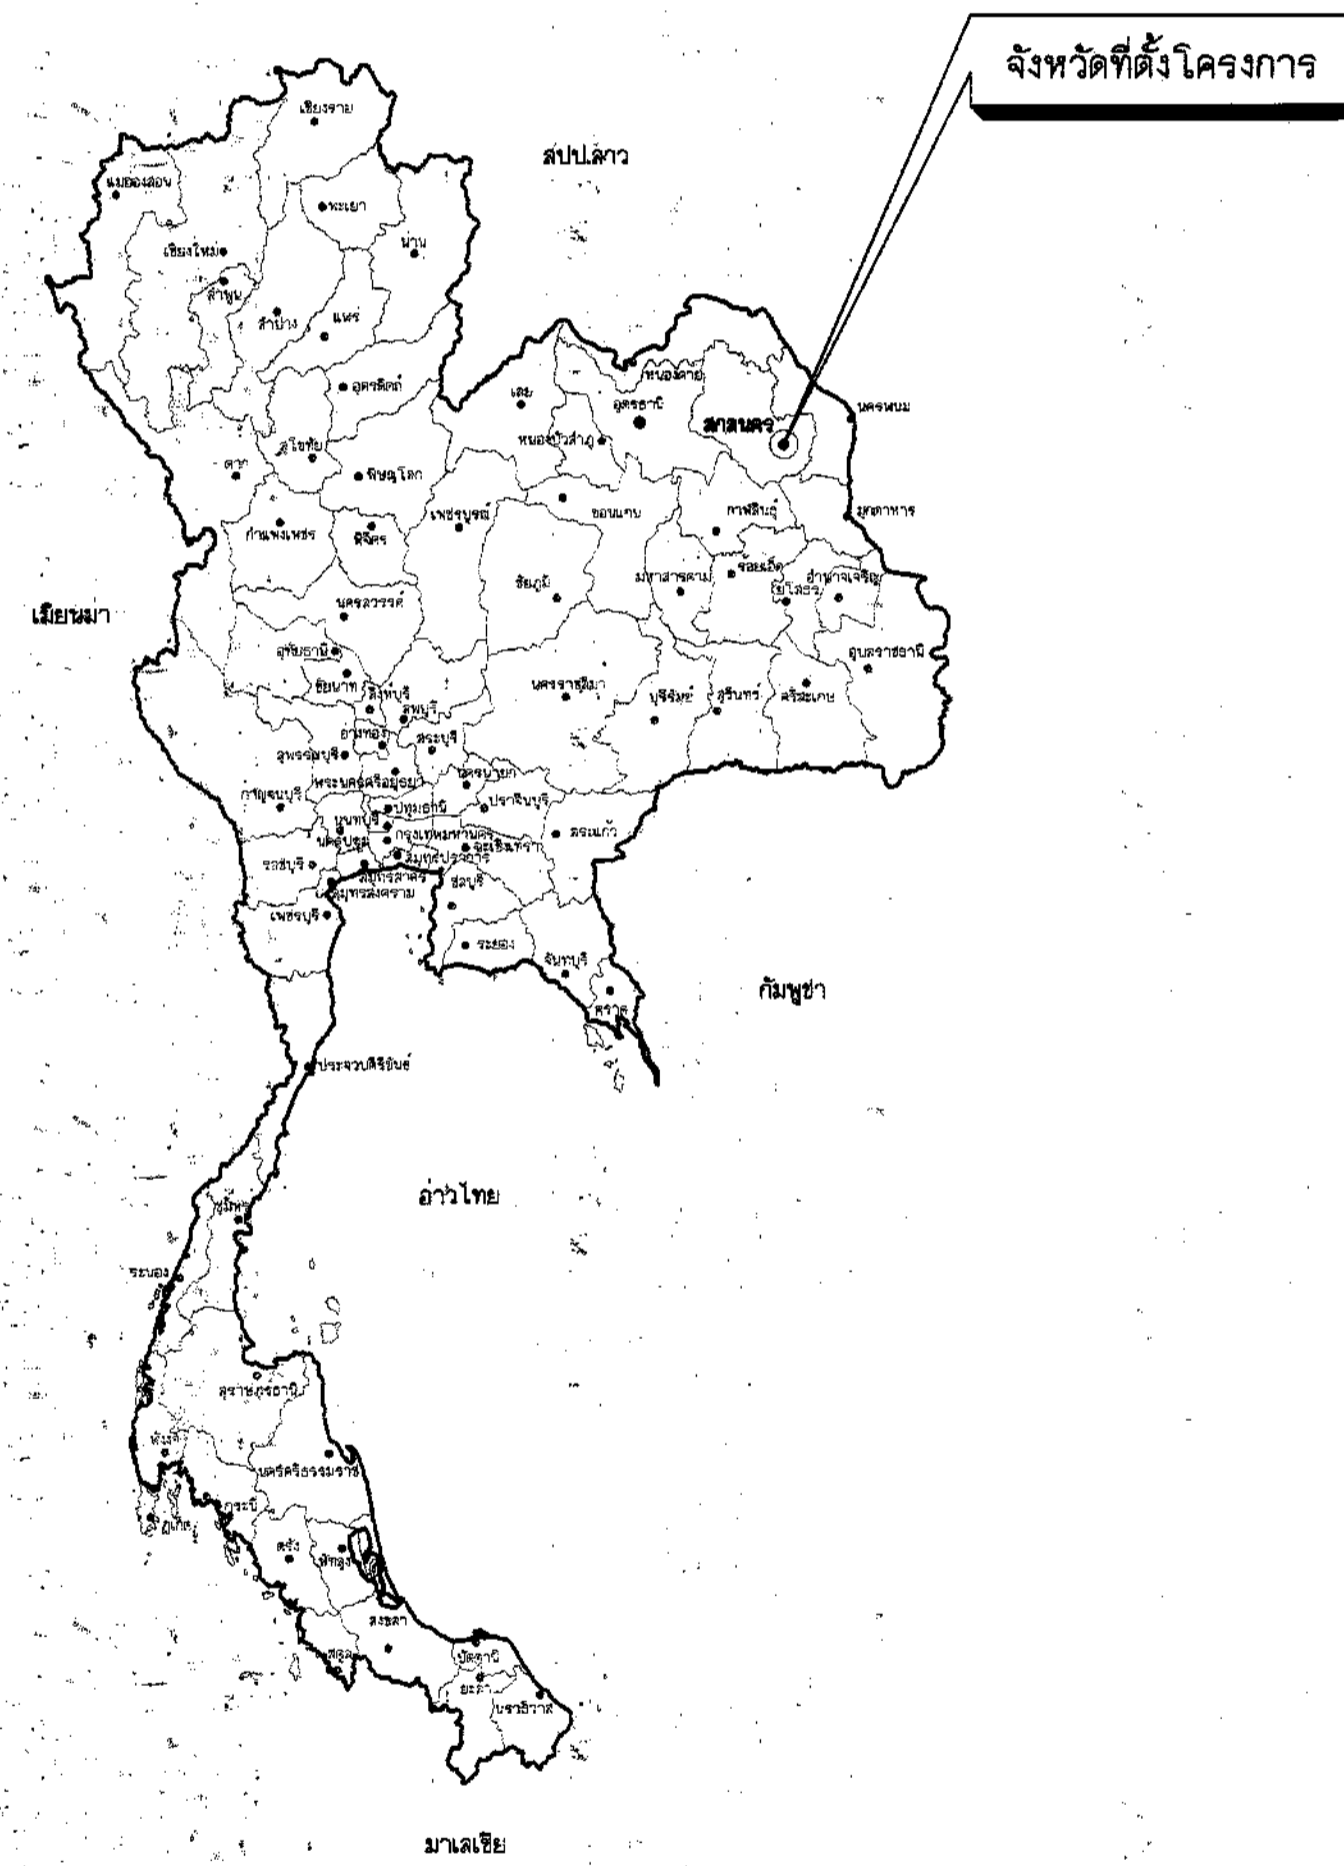 จังหวัดที่ตั้งโครงการ
เชียงราย
สปป.ลาว
แม่ฮ่องสอน
พะเยา
น่าน
เชียงใหม่
ลำพูน
ลำปาง
แพร่
หนองคาย
อุตรดิตถ์
เลย
อุดรธานี
นครพนม
สกลนคร
หนองบัวลำภู
สุโขทัย
ตาก
พิษณุโลก
ขอนแก่น
กาฬสินธุ์
มุกดาหาร
เพชรบูรณ์
กำแพงเพชร
พิจิตร
ร้อยเอ็ด
มหาสารคาม
อำนาจเจริญ
ชัยภูมิ
ยโสธร
นครสวรรค์
เมียนม่า
อุทัยธานี
อุบลราชธานี
ชัยนาท
นครราชสีมา
สิงห์บุรี
บุรีรัมย์
สุรินทร์
ศรีสะเกษ
ลพบุรี
อ่างทอง
สระบุรี
สุพรรณบุรี
พระนครศรีอยุธยา
นครนายก
กาญจนบุรี
ปทุมธานี
ปราจีนบุรี
นนทบุรี
นครปฐม
กรุงเทพมหานคร
สระแก้ว
ฉะเชิงเทรา
สมุทรปราการ
ราชบุรี
สมุทรสาคร
ชลบุรี
สมุทรสงคราม
เพชรบุรี
ระยอง
จันทบุรี
กัมพูชา
ตราด
ประจวบคิรีขันธ์
อ่าวไทย
ชุมพร
ระนอง
สุราษฎรธานี
พังงา
นครศรีธรรมราช
กระบี่
ภูเก็ต
ตรัง
พัทลุง
สงขลา
สตูล
ปัตตานี
ยะลา
นราธิวาส
มาเลเซีย